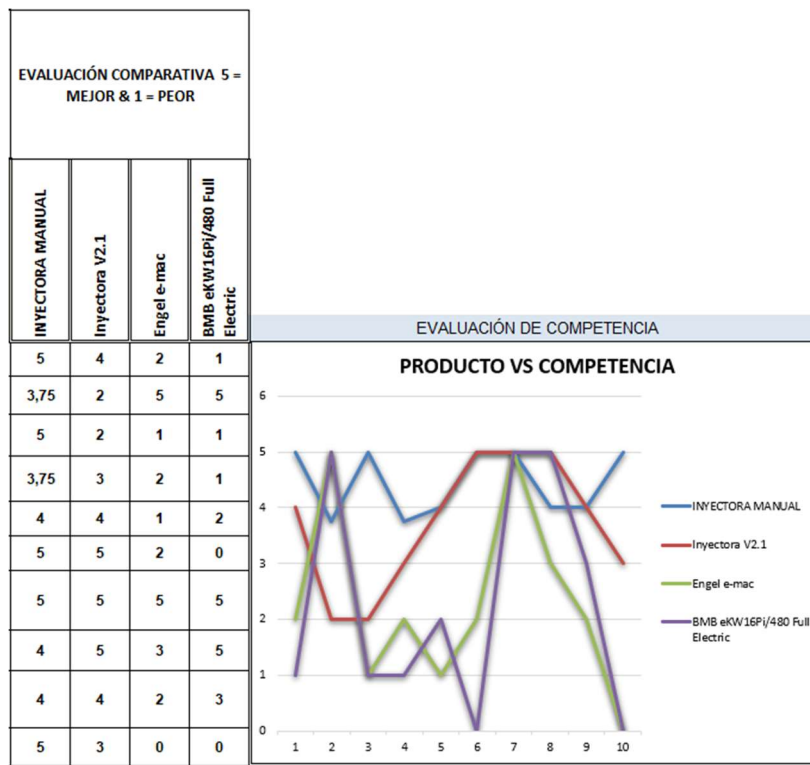 EVALUACIÓN COMPARATIVA 5 =
MEJOR & 1 = PEOR
INYECTORA MANUAL
Inyectora V2.1
Engel e-mac
BMB eKW16Pi/480 Full
Electric
5 4 2 1
3,75 2 5 5
5 2 1 1
3,75 3 2 1
4 4 1 2
5 5 2 0
5 5 5 5
4 5 3 5
4 4 2 3
5 3 0 0
EVALUACIÓN DE COMPETENCIA
PRODUCTO VS COMPETENCIA
6
5
4
3
2
1
0
1 2 3 4 5 6 7 8 9 10
INYECTORA MANUAL
Inyectora V2.1
Engel e-mac
BMB eKW16Pi/480 Full
Electric